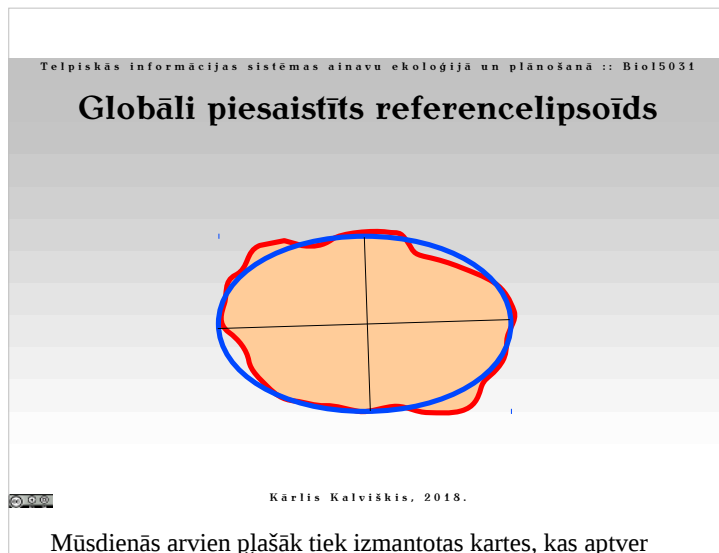 Telpiskās informācijas sistēmas ainavu ekoloģijā un plānošanā :: Biol5031
Globāli piesaistīts referencelipsoīds
Kārlis Kalviškis, 2018.
Mūsdienās arvien plašāk tiek izmantotas kartes, kas aptver